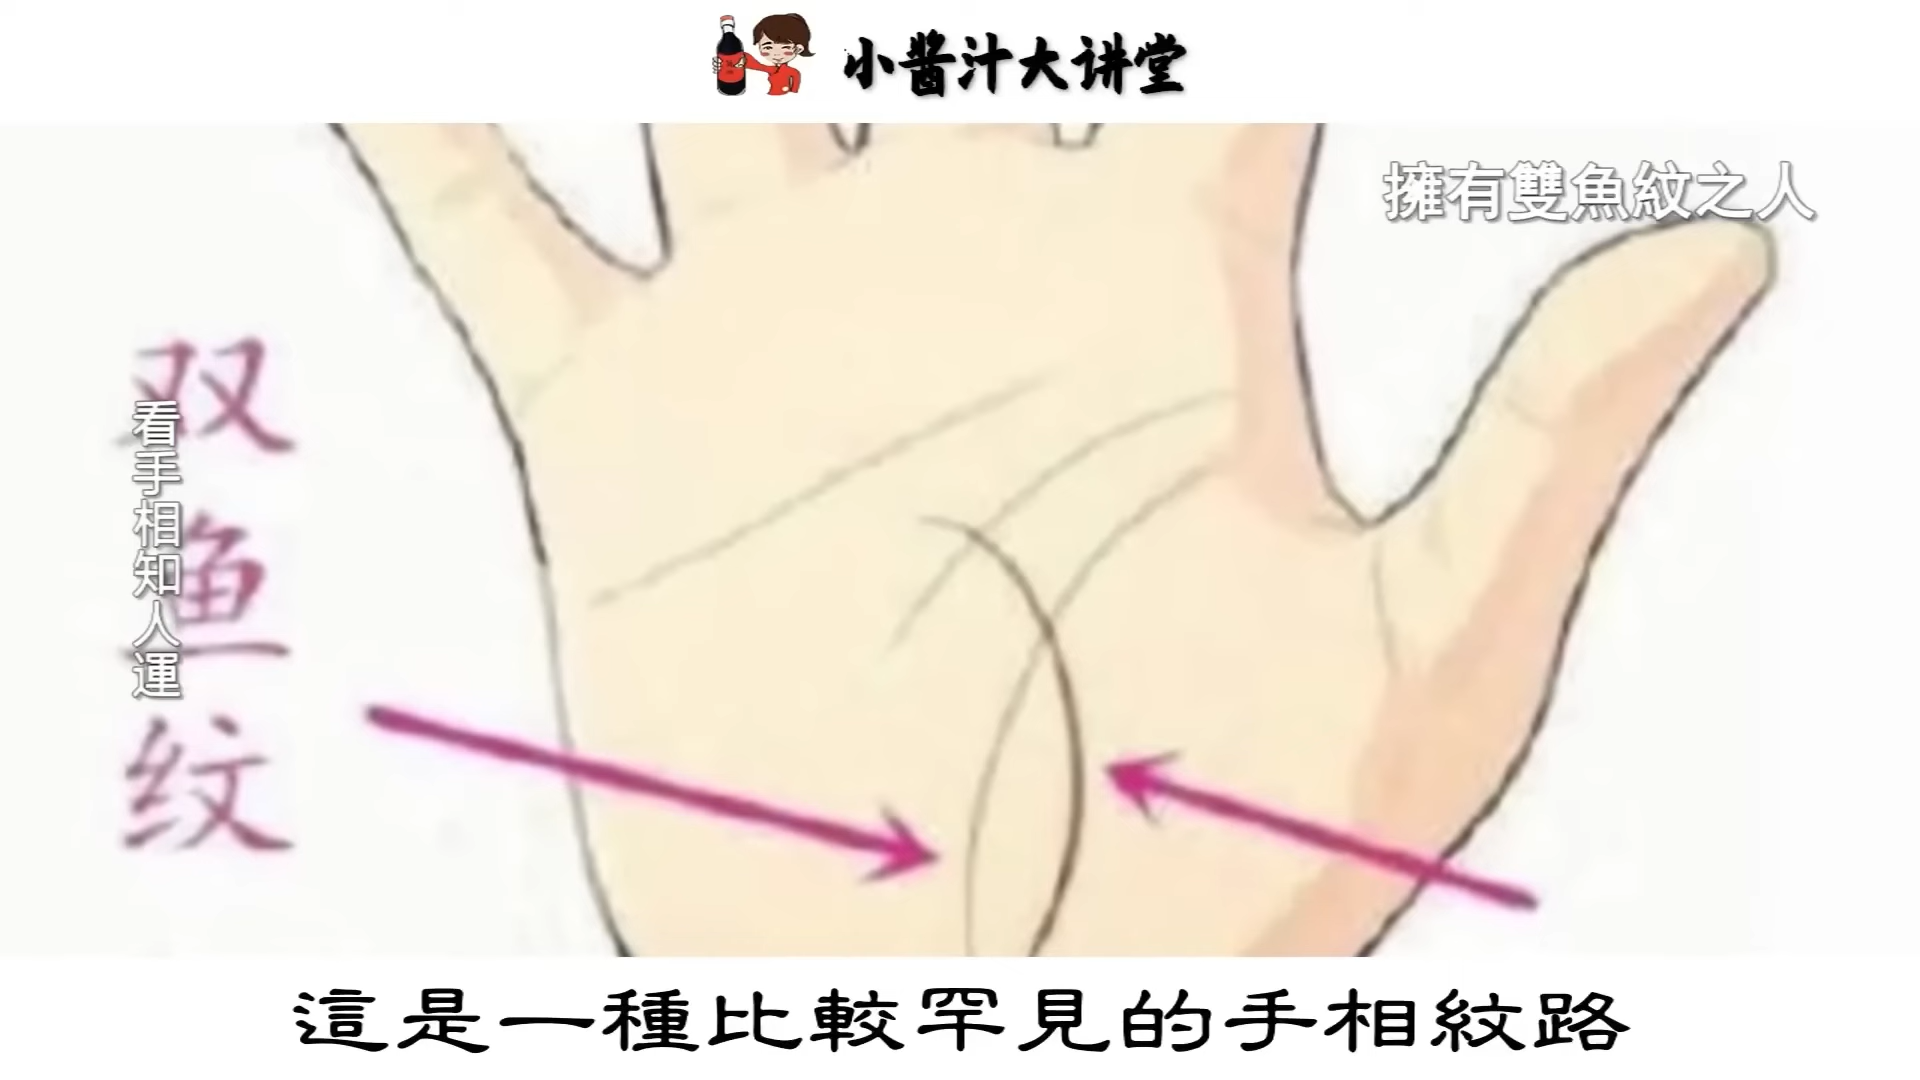 小酱汁大讲堂
擁有雙魚紋之人
双鱼纹
看手相知人運
這是一種比較罕見的手相紋路